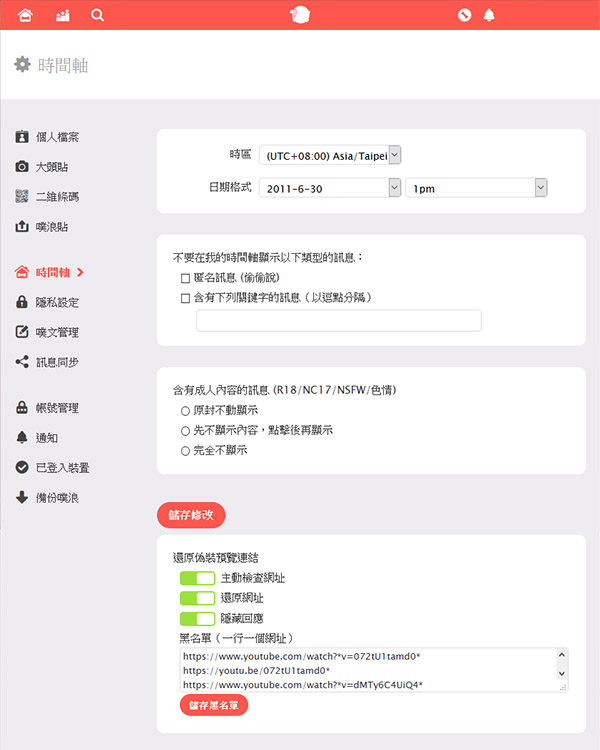 時間軸
個人檔案
大頭貼
二維條碼
噗浪貼
時間軸
隱私設定
噗文管理
訊息同步
帳號管理
通知
已登入裝置
備份噗浪
時區 (UTC+08:00) Asia/Taipei
日期格式 2011-6-30 1pm
不要在我的時間軸顯示以下類型的訊息：
匿名訊息 (偷偷說)
含有下列關鍵字的訊息（以逗點分隔）
含有成人內容的訊息 (R18/NC17/NSFW/色情)
原封不動顯示
先不顯示內容，點擊後再顯示
完全不顯示
儲存修改
還原偽裝預覽連結
主動檢查網址
還原網址
隱藏回應
黑名單（一行一個網址）
https://www.youtube.com/watch?*v=072tU1tamd0*
https://youtu.be/072tU1tamd0*
https://www.youtube.com/watch?*v=dMTy6C4UiQ4*
儲存黑名單